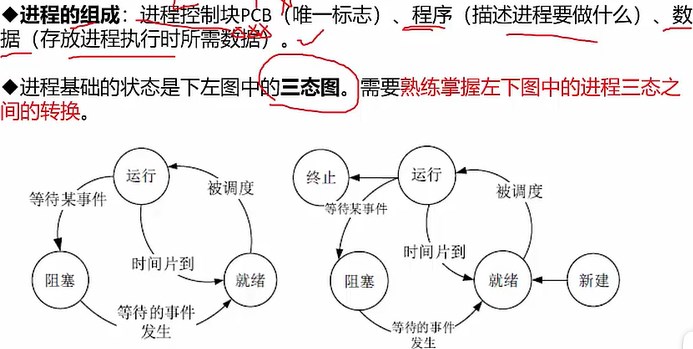 ◆进程的组成：进程控制块PCB（唯一标志）、程序（描述进程要做什么）、数
据（存放进程执行时所需数据）。
◆进程基础的状态是下左图中的三态图。需要熟练掌握左下图中的进程三态之
间的转换。
运行
等待某事件
被调度
时间片到
阻塞
就绪
等待的事件
发生
终止
运行
等待某事件
被调度
时间片到
阻塞
就绪
新建
等待的事件
发生